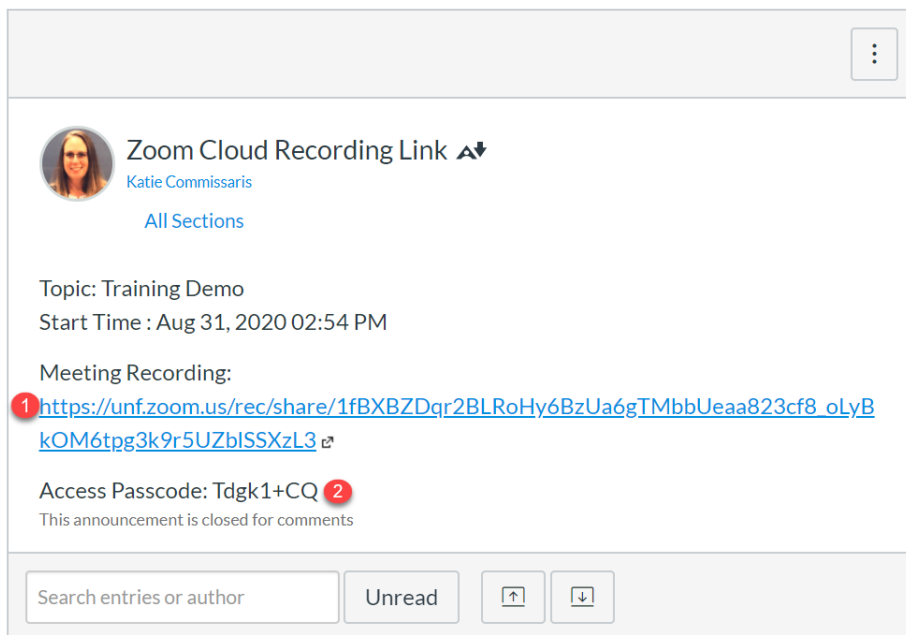 Zoom Cloud Recording Link
Katie Commissaris
All Sections
Topic: Training Demo
Start Time : Aug 31, 2020 02:54 PM
Meeting Recording:
1 https://unf.zoom.us/rec/share/1fBXBZDqr2BLRoHy6BzUa6gTMbbUeaa823cf8_oLyB
kOM6tpg3k9r5UZblSSXzL3
Access Passcode: Tdgk1+CQ 2
This announcement is closed for comments
Search entries or author Unread